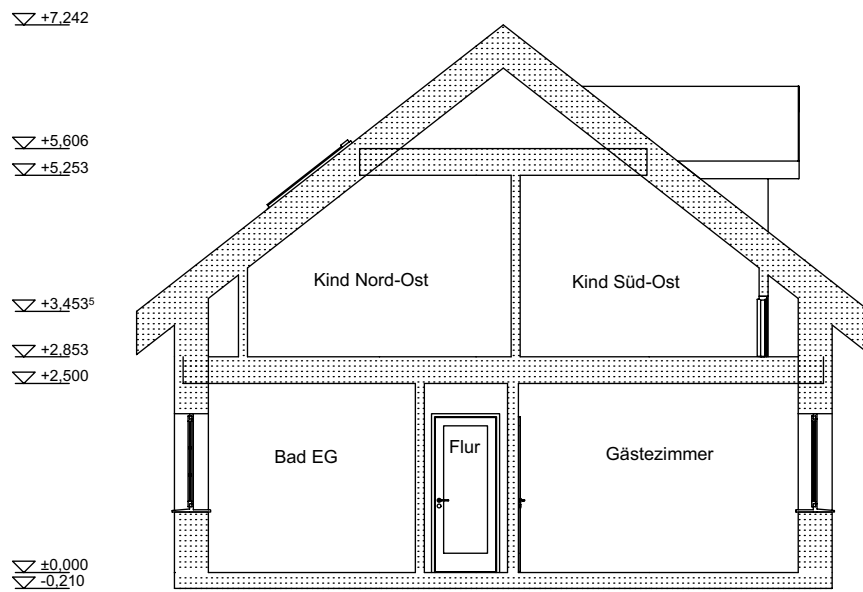 +7,242
+5,606
+5,253
Kind Nord-Ost
Kind Süd-Ost
+3,453⁵
+2,853
+2,500
Bad EG
Flur
Gästezimmer
±0,000
-0,210